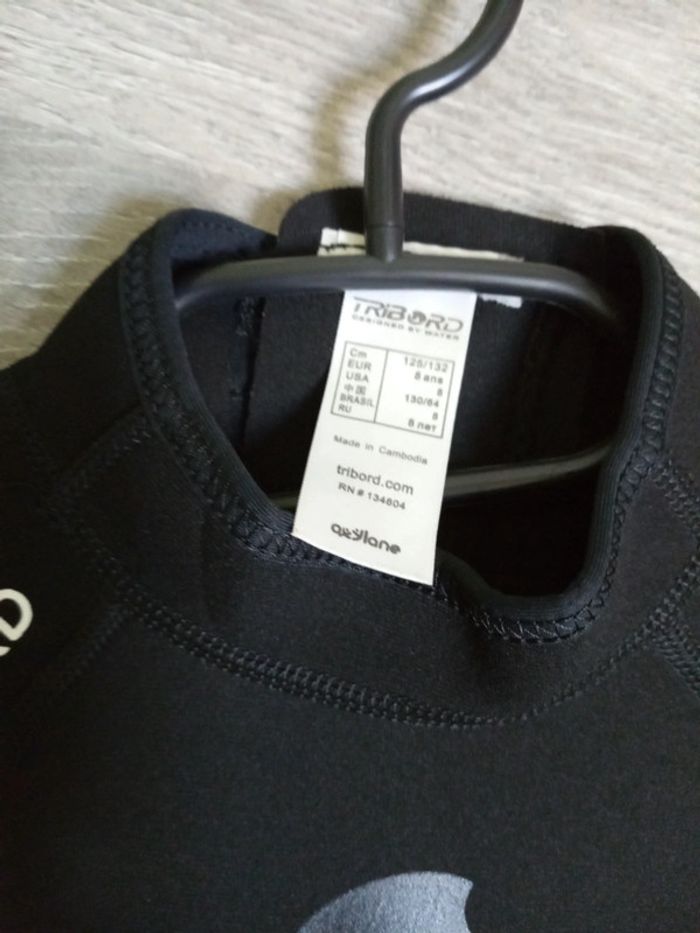 TRIBORD
DESIGNED BY WATER
Cm 125/132
EUR 8 ans
USA 8
中国 130/64
BRASIL 8
RU 8 лет
Made in Cambodia
tribord.com
RN # 134604
oxylane
RD